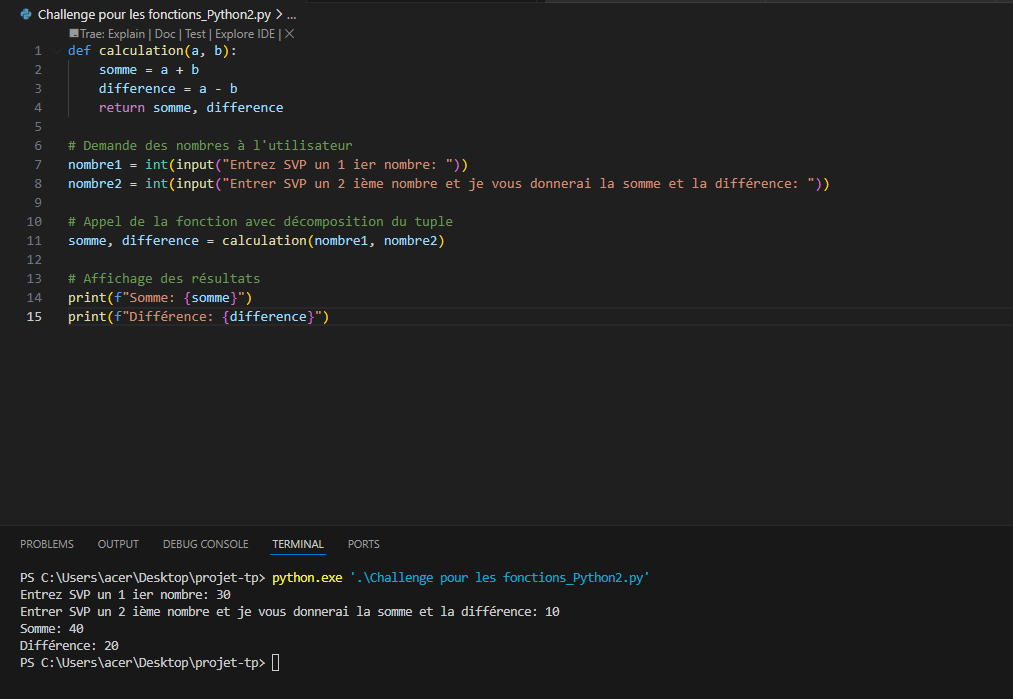 Challenge pour les fonctions_Python2.py > ...
Trae: Explain | Doc | Test | Explore IDE | ×
1 def calculation(a, b):
2     somme = a + b
3     difference = a - b
4     return somme, difference
5
6 # Demande des nombres à l'utilisateur
7 nombre1 = int(input("Entrez SVP un 1 ier nombre: "))
8 nombre2 = int(input("Entrer SVP un 2 ième nombre et je vous donnerai la somme et la différence: "))
9
10 # Appel de la fonction avec décomposition du tuple
11 somme, difference = calculation(nombre1, nombre2)
12
13 # Affichage des résultats
14 print(f"Somme: {somme}")
15 print(f"Différence: {difference}")
PROBLEMS OUTPUT DEBUG CONSOLE TERMINAL PORTS
PS C:\Users\acer\Desktop\projet-tp> python.exe '.\Challenge pour les fonctions_Python2.py'
Entrez SVP un 1 ier nombre: 30
Entrer SVP un 2 ième nombre et je vous donnerai la somme et la différence: 10
Somme: 40
Différence: 20
PS C:\Users\acer\Desktop\projet-tp>